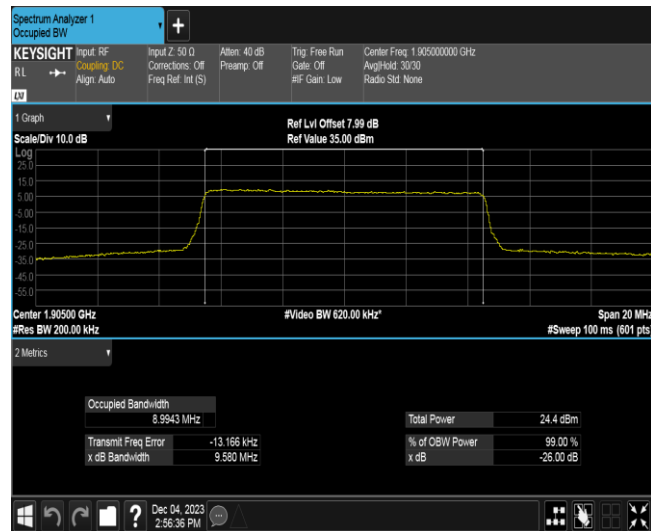 Spectrum Analyzer 1
Occupied BW
+
KEYSIGHT
RL
LXI
Input: RF
Coupling: DC
Align: Auto
Input Z: 50 Ω
Corrections: Off
Freq Ref: Int (S)
Atten: 40 dB
Preamp: Off
Trig: Free Run
Gate: Off
#IF Gain: Low
Center Freq: 1.905000000 GHz
Avg|Hold: 30/30
Radio Std: None
1 Graph
Scale/Div 10.0 dB
Ref Lvl Offset 7.99 dB
Ref Value 35.00 dBm
Log
25.0
15.0
5.00
-5.00
-15.0
-25.0
-35.0
-45.0
-55.0
Center 1.90500 GHz
#Video BW 620.00 kHz*
Span 20 MHz
#Res BW 200.00 kHz
#Sweep 100 ms (601 pts)
2 Metrics
Occupied Bandwidth
8.9943 MHz
Total Power 24.4 dBm
Transmit Freq Error -13.166 kHz
% of OBW Power 99.00 %
x dB Bandwidth 9.580 MHz
x dB -26.00 dB
?
Dec 04, 2023
2:56:36 PM